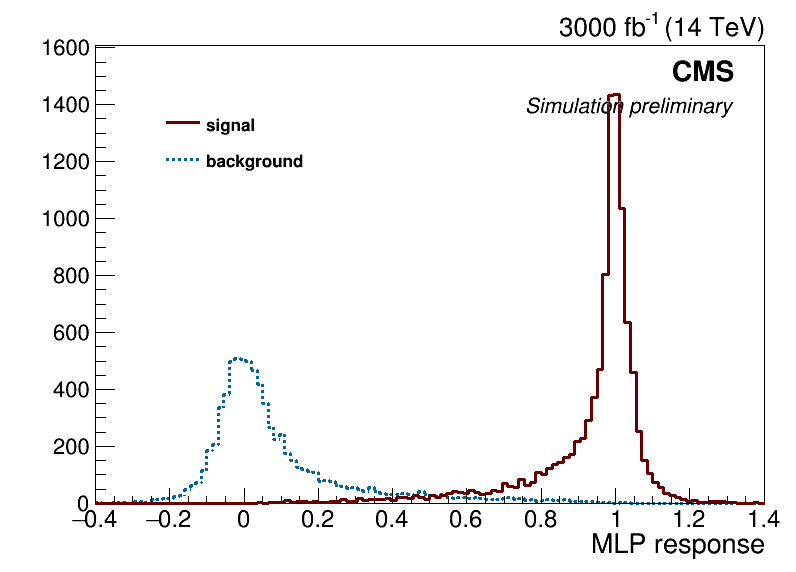 3000 fb⁻¹ (14 TeV)
CMS
Simulation preliminary
signal
background
1600
1400
1200
1000
800
600
400
200
0
−0.4 −0.2 0 0.2 0.4 0.6 0.8 1 1.2 1.4
MLP response